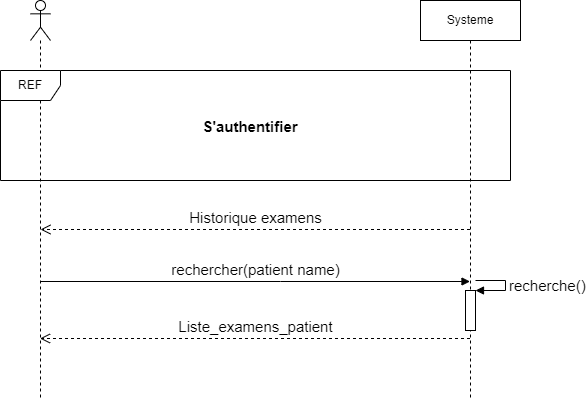 Systeme
REF
S'authentifier
Historique examens
rechercher(patient name)
recherche()
Liste_examens_patient